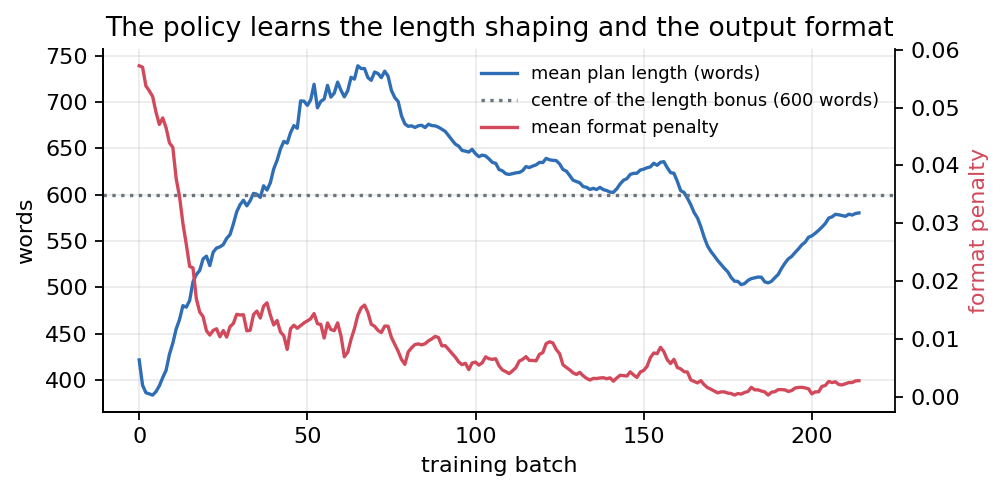 The policy learns the length shaping and the output format
mean plan length (words)
centre of the length bonus (600 words)
mean format penalty
words
750
700
650
600
550
500
450
400
0.06
0.05
0.04
0.03
0.02
0.01
0.00
format penalty
0
50
100
150
200
training batch